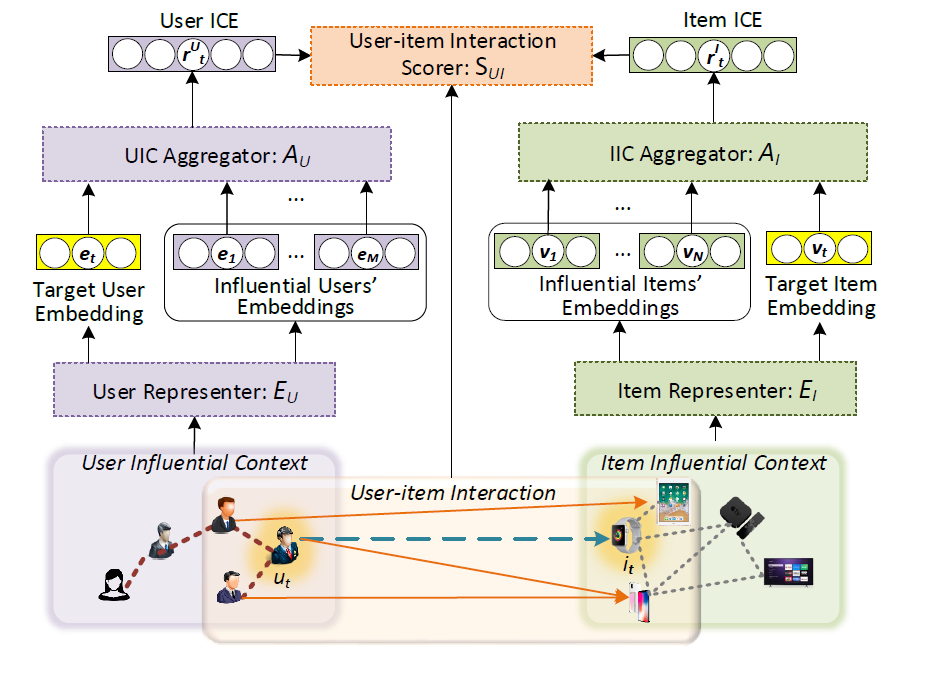 User ICE
Item ICE
r^U_t
User-item Interaction
Scorer: S_UI
r^I_t
UIC Aggregator: A_U
IIC Aggregator: A_I
...
...
e_t
e_1
...
e_M
v_1
...
v_N
v_t
Target User
Embedding
Influential Users’
Embeddings
Influential Items’
Embeddings
Target Item
Embedding
User Representer: E_U
Item Representer: E_I
User Influential Context
Item Influential Context
User-item Interaction
u_t
i_t